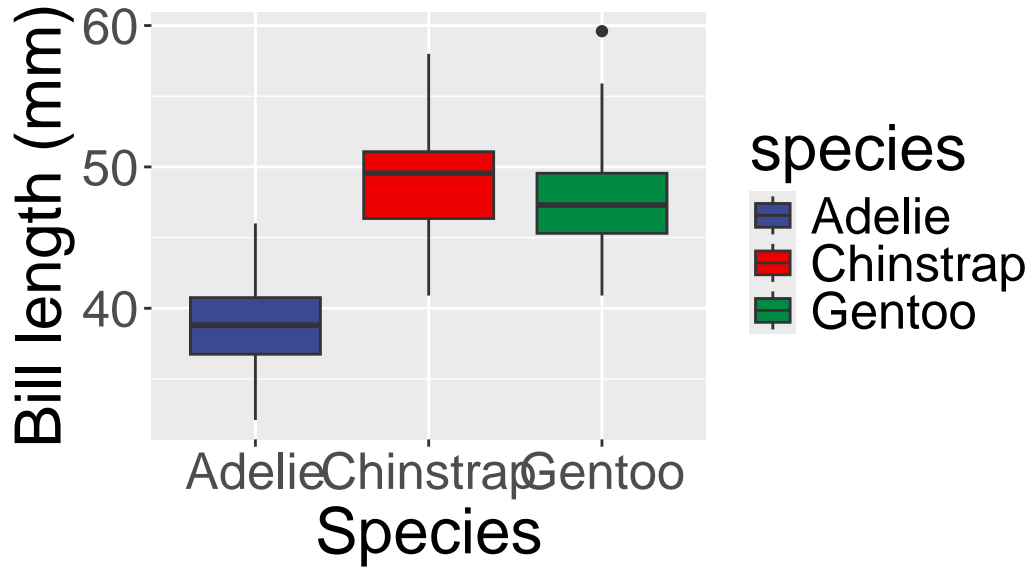 Bill length (mm)
60
50
40
Adelie Chinstrap Gentoo
Species
species
Adelie
Chinstrap
Gentoo